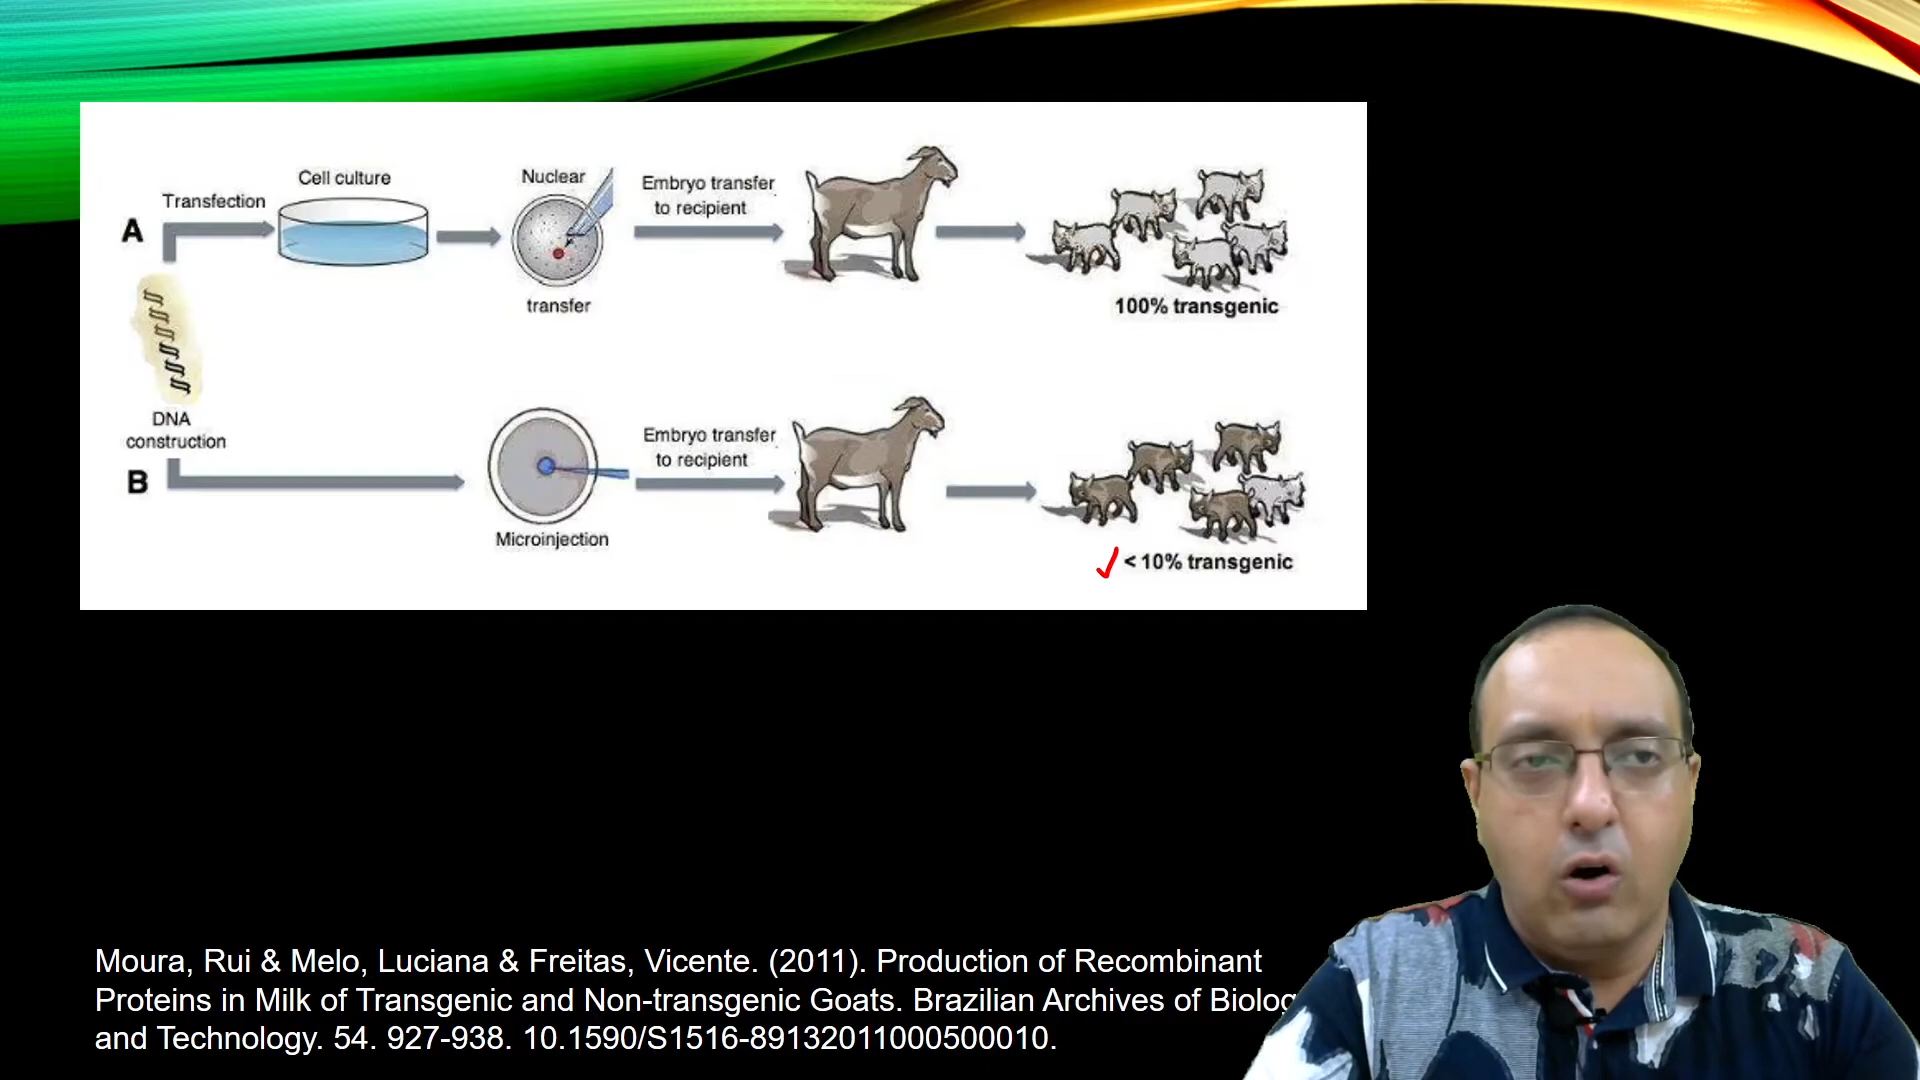 Transfection
Cell culture
Nuclear
transfer
Embryo transfer
to recipient
A
100% transgenic
DNA
construction
B
Microinjection
Embryo transfer
to recipient
< 10% transgenic
Moura, Rui & Melo, Luciana & Freitas, Vicente. (2011). Production of Recombinant
Proteins in Milk of Transgenic and Non-transgenic Goats. Brazilian Archives of Biolog
and Technology. 54. 927-938. 10.1590/S1516-89132011000500010.